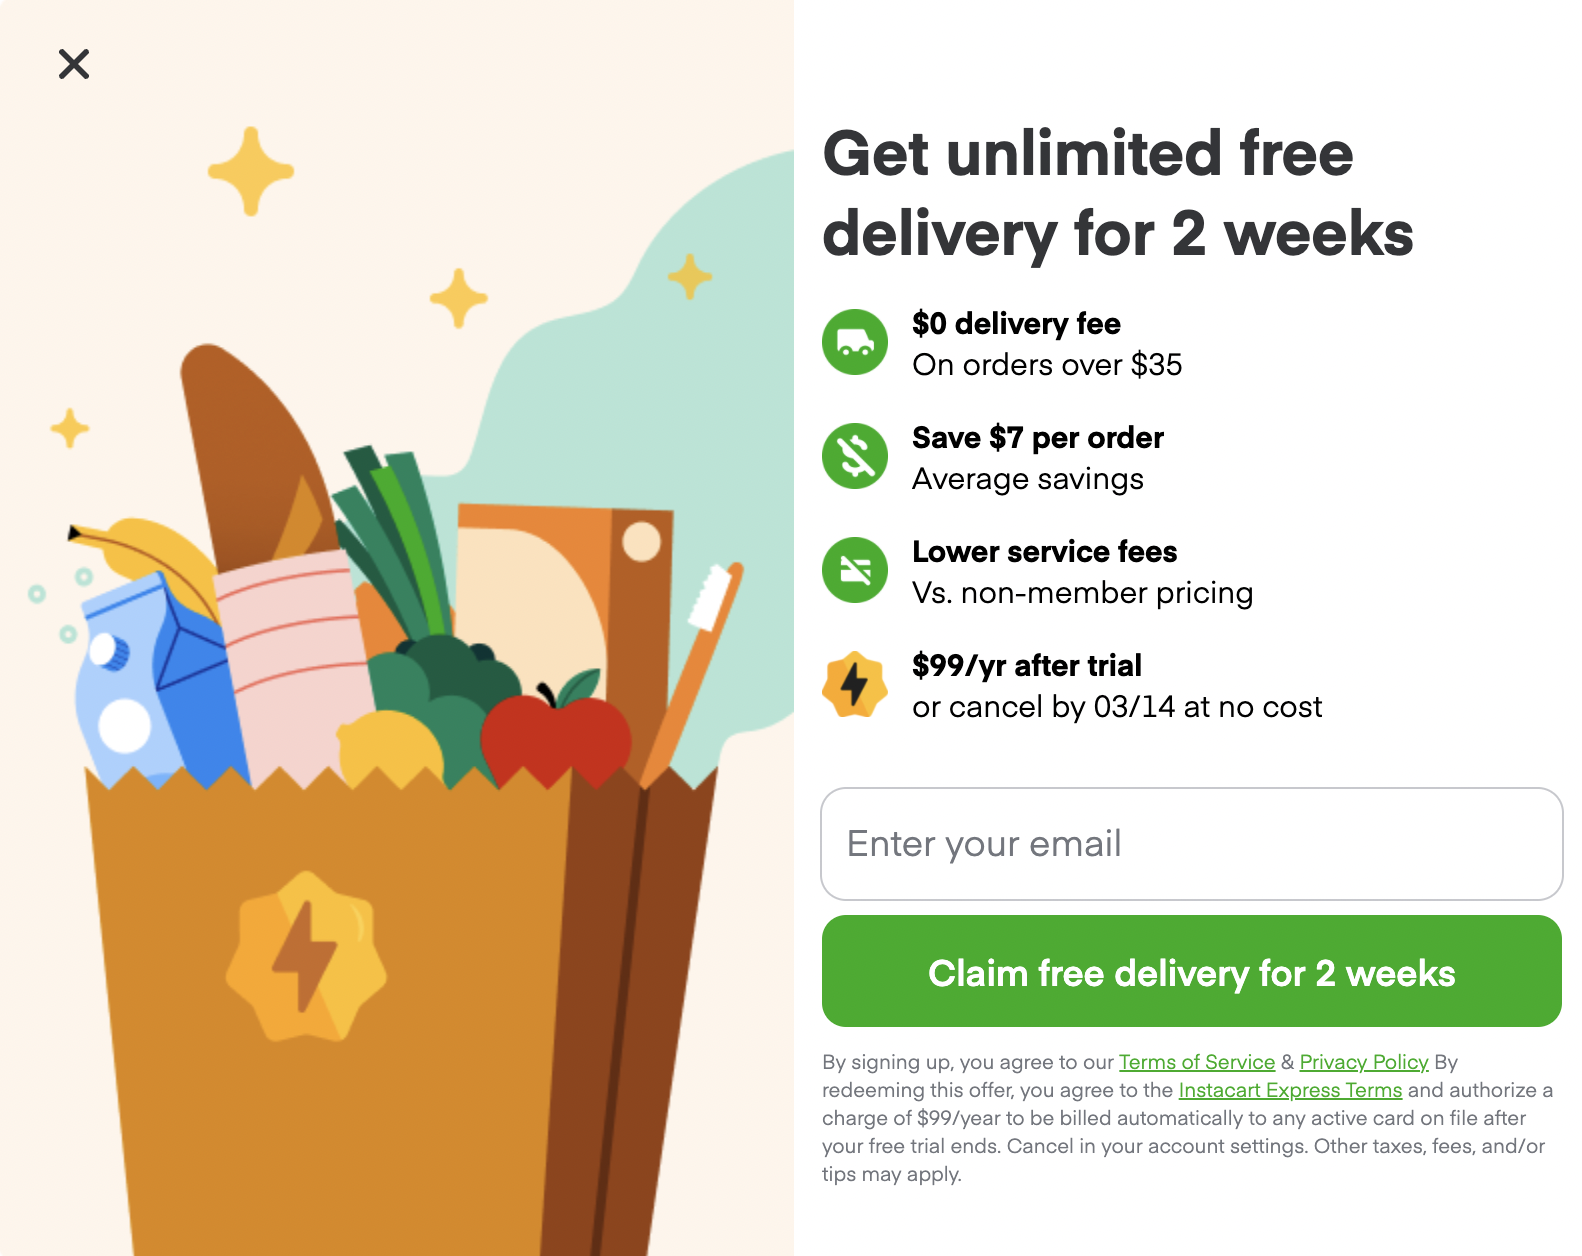 Get unlimited free
delivery for 2 weeks
$0 delivery fee
On orders over $35
Save $7 per order
Average savings
Lower service fees
Vs. non-member pricing
$99/yr after trial
or cancel by 03/14 at no cost
Enter your email
Claim free delivery for 2 weeks
By signing up, you agree to our Terms of Service & Privacy Policy By
redeeming this offer, you agree to the Instacart Express Terms and authorize a
charge of $99/year to be billed automatically to any active card on file after
your free trial ends. Cancel in your account settings. Other taxes, fees, and/or
tips may apply.